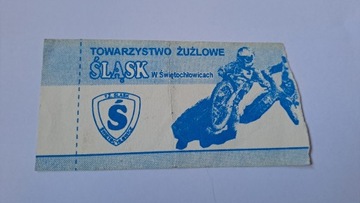 TOWARZYSTWO ŻUŻLOWE
ŚLĄSK W Świętochłowicach
Ś